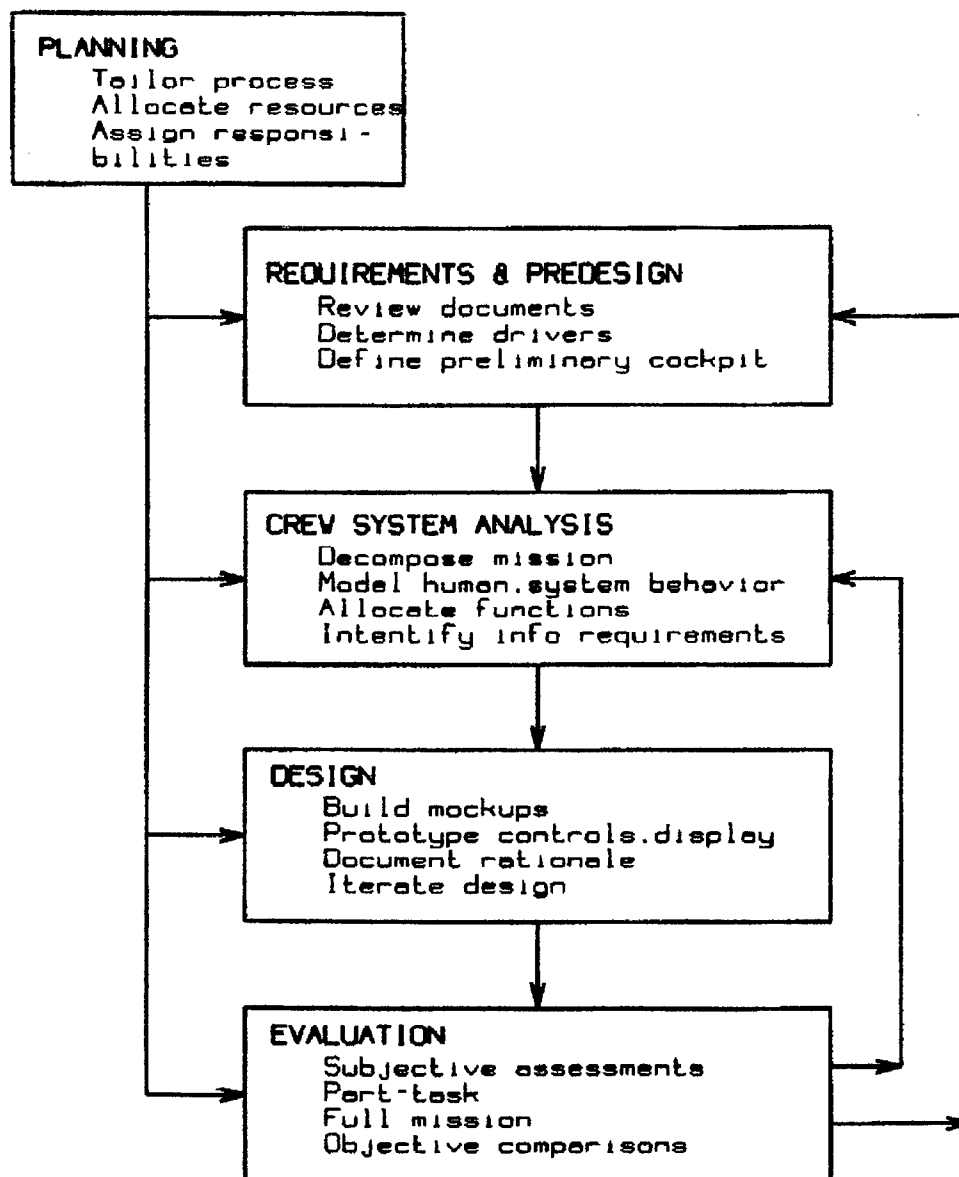 PLANNING
Tailor process
Allocate resources
Assign responsi-
bilities
REQUIREMENTS & PREDESIGN
Review documents
Determine drivers
Define preliminary cockpit
CREW SYSTEM ANALYSIS
Decompose mission
Model human.system behavior
Allocate functions
Intentify info requirements
DESIGN
Build mockups
Prototype controls.display
Document rationale
Iterate design
EVALUATION
Subjective assessments
Part-task
Full mission
Objective comparisons